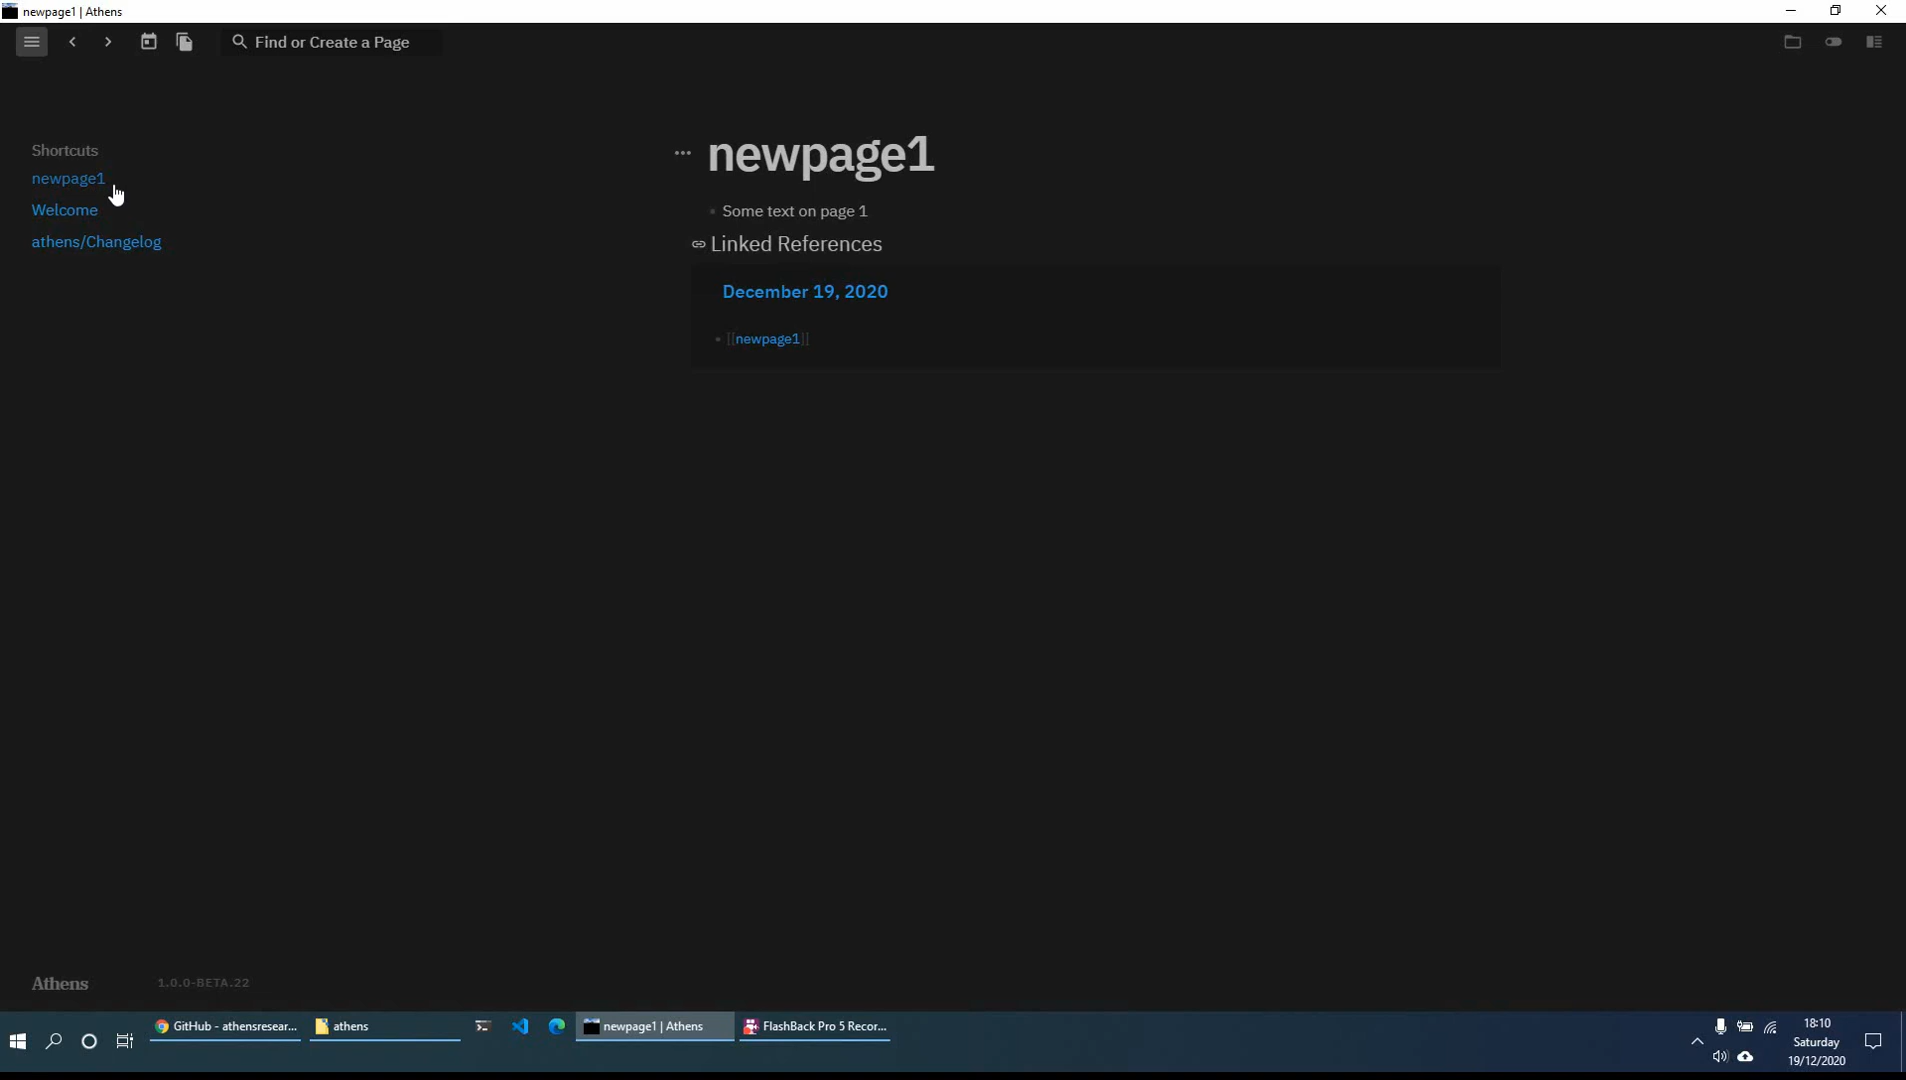 newpage1 | Athens
Find or Create a Page
Shortcuts
newpage1
Welcome
athens/Changelog
newpage1
Some text on page 1
Linked References
December 19, 2020
[[newpage1]]
Athens 1.0.0-BETA.22
GitHub - athensresear...
athens
newpage1 | Athens
FlashBack Pro 5 Recor...
18:10
Saturday
19/12/2020